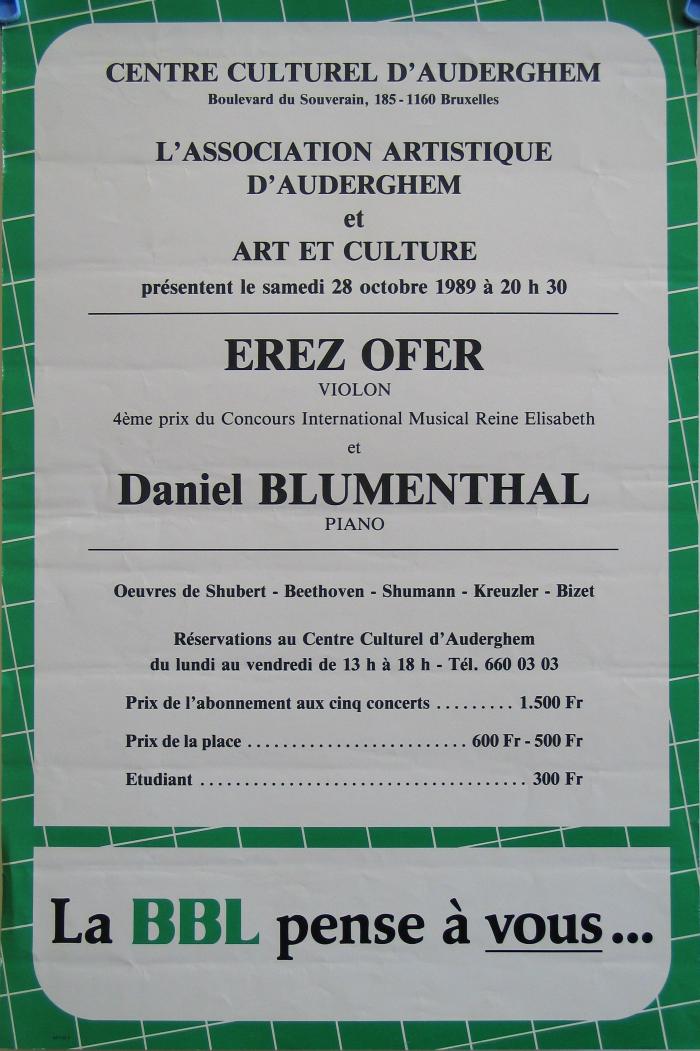 CENTRE CULTUREL D'AUDERGHEM
Boulevard du Souverain, 185 - 1160 Bruxelles
L'ASSOCIATION ARTISTIQUE
D'AUDERGHEM
et
ART ET CULTURE
présentent le samedi 28 octobre 1989 à 20 h 30
EREZ OFER
VIOLON
4ème prix du Concours International Musical Reine Elisabeth
et
Daniel BLUMENTHAL
PIANO
Oeuvres de Shubert - Beethoven - Shumann - Kreuzler - Bizet
Réservations au Centre Culturel d'Auderghem
du lundi au vendredi de 13 h à 18 h - Tél. 660 03 03
Prix de l'abonnement aux cinq concerts ......... 1.500 Fr
Prix de la place ......................... 600 Fr - 500 Fr
Etudiant .................................... 300 Fr
La BBL pense à vous...